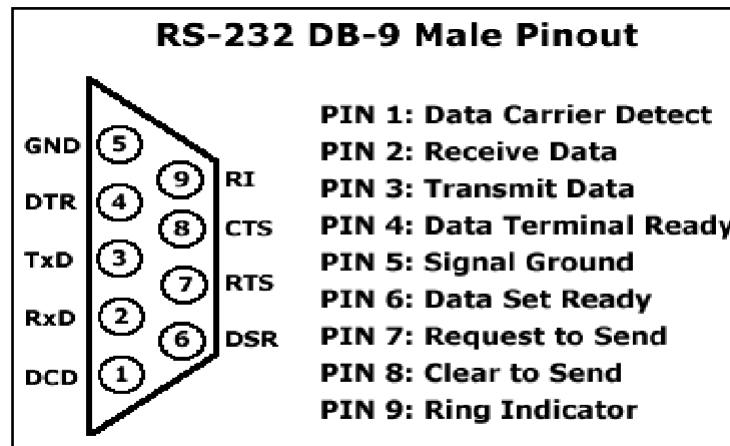 RS-232 DB-9 Male Pinout
GND 5
9 RI
DTR 4
8 CTS
TxD 3
7 RTS
RxD 2
6 DSR
DCD 1
PIN 1: Data Carrier Detect
PIN 2: Receive Data
PIN 3: Transmit Data
PIN 4: Data Terminal Ready
PIN 5: Signal Ground
PIN 6: Data Set Ready
PIN 7: Request to Send
PIN 8: Clear to Send
PIN 9: Ring Indicator